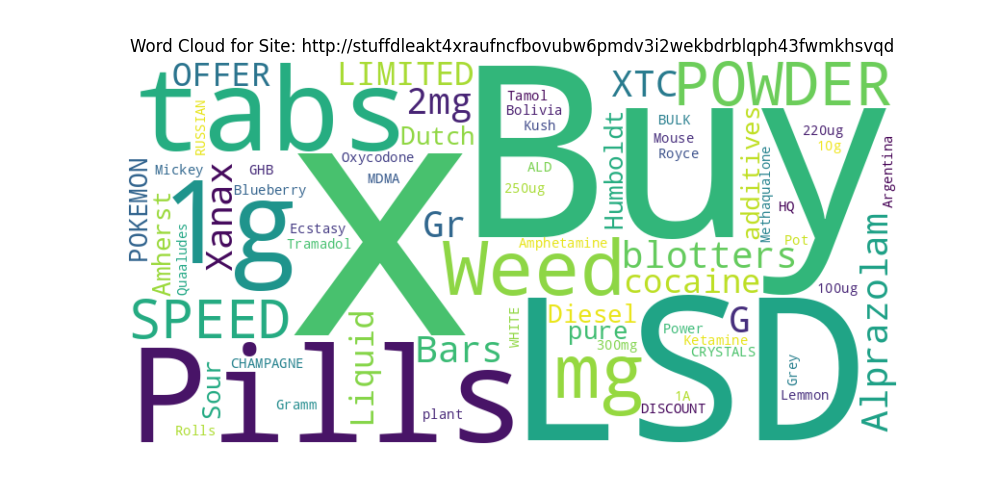 Word Cloud for Site: http://stuffdleakt4xraufncfbovubw6pmdv3i2wekbdrblqph43fwmkhsvqd
OFFER
LIMITED
tabs
2mg
Dutch
RUSSIAN
Buy
Tamol
Bolivia
Kush
ALD
250ug
XTC
POWDER
BULK
Mouse
Royce
Humboldt
additives
Methaqualone
220ug
10g
HQ
Pot
100ug
Argentina
POKEMON
Mickey
GHB
Blueberry
1g
Xanax
Amherst
Quaaludes
Oxycodone
MDMA
Ecstasy
Tramadol
X
Gr
Weed
Amphetamine
blotters
cocaine
Alprazolam
SPEED
Pills
Sour
CHAMPAGNE
Gramm
Rolls
Liquid
Bars
plant
WHITE
LSD
Diesel
pure
300mg
mg
G
Power
Ketamine
CRYSTALS
1A
DISCOUNT
Grey
Lemmon